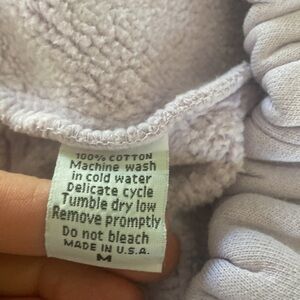 100% COTTON
Machine wash
in cold water
Delicate cycle
Tumble dry low
Remove promptly
Do not bleach
MADE IN U.S.A.
M